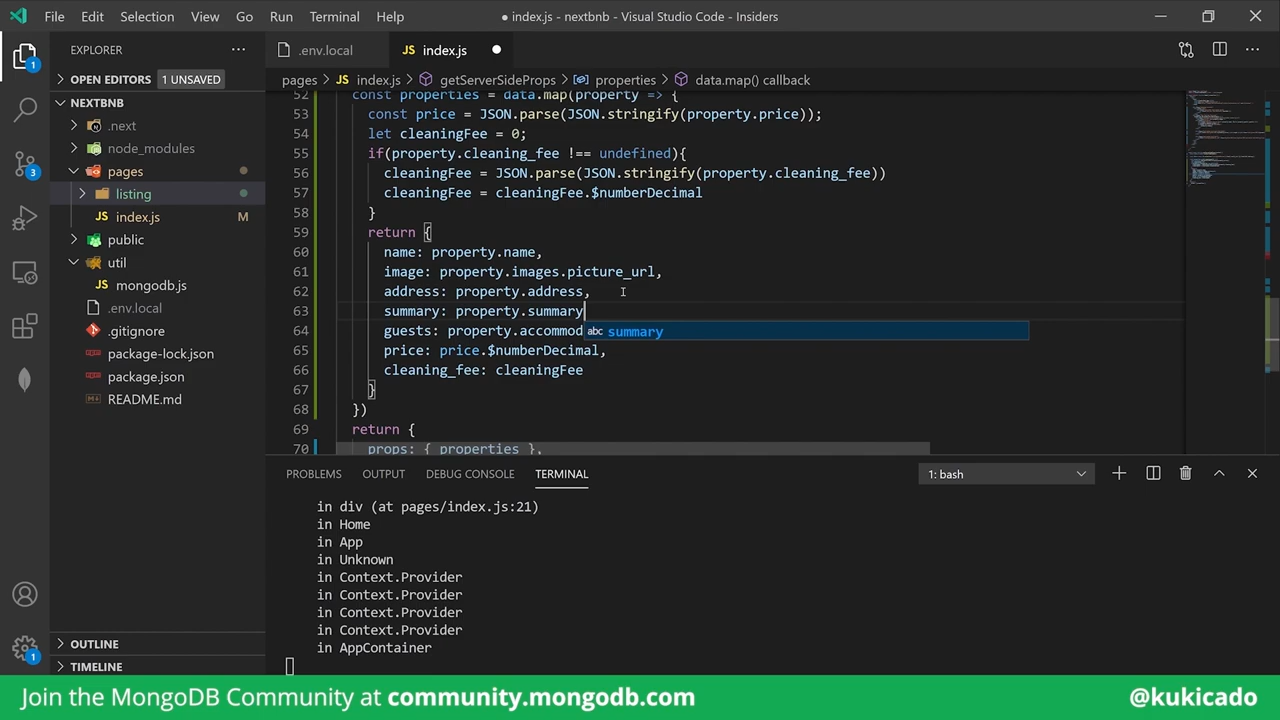 File Edit Selection View Go Run Terminal Help
● index.js - nextbnb - Visual Studio Code - Insiders
EXPLORER
.env.local
JS index.js
1
OPEN EDITORS 1 UNSAVED
pages > JS index.js > getServerSideProps > properties > data.map() callback
NEXTBNB
.next
node_modules
pages
listing
index.js M
public
util
mongodb.js
.env.local
.gitignore
package-lock.json
package.json
README.md
3
52 const properties = data.map(property => {
53 const price = JSON.parse(JSON.stringify(property.price));
54 let cleaningFee = 0;
55 if(property.cleaning_fee !== undefined){
56 cleaningFee = JSON.parse(JSON.stringify(property.cleaning_fee))
57 cleaningFee = cleaningFee.$numberDecimal
58 }
59 return {
60 name: property.name,
61 image: property.images.picture_url,
62 address: property.address,
63 summary: property.summary
64 guests: property.accommod
abc summary
65 price: price.$numberDecimal,
66 cleaning_fee: cleaningFee
67 }
68 })
69 return {
70 props: { properties },
PROBLEMS OUTPUT DEBUG CONSOLE TERMINAL
1: bash
in div (at pages/index.js:21)
in Home
in App
in Unknown
in Context.Provider
in Context.Provider
in Context.Provider
in Context.Provider
in AppContainer
OUTLINE
TIMELINE
1
Join the MongoDB Community at community.mongodb.com
@kukicado